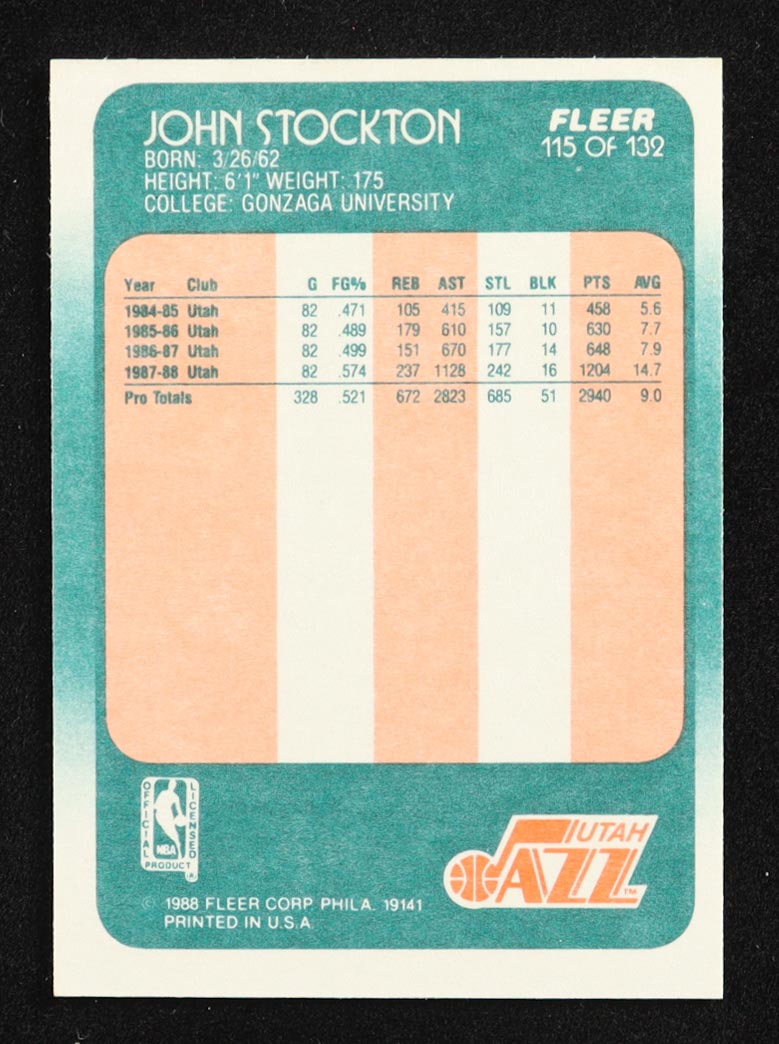 JOHN STOCKTON
BORN: 3/26/62
HEIGHT: 6'1" WEIGHT: 175
COLLEGE: GONZAGA UNIVERSITY
FLEER
115 OF 132
Year Club G FG% REB AST STL BLK PTS AVG
1984-85 Utah 82 .471 105 415 109 11 458 5.6
1985-86 Utah 82 .489 179 610 157 10 630 7.7
1986-87 Utah 82 .499 151 670 177 14 648 7.9
1987-88 Utah 82 .574 237 1128 242 16 1204 14.7
Pro Totals 328 .521 672 2823 685 51 2940 9.0
OFFICIAL
LICENSED
NBA
PRODUCT
UTAH
JAZZ
TM
© 1988 FLEER CORP. PHILA. 19141
PRINTED IN U.S.A.